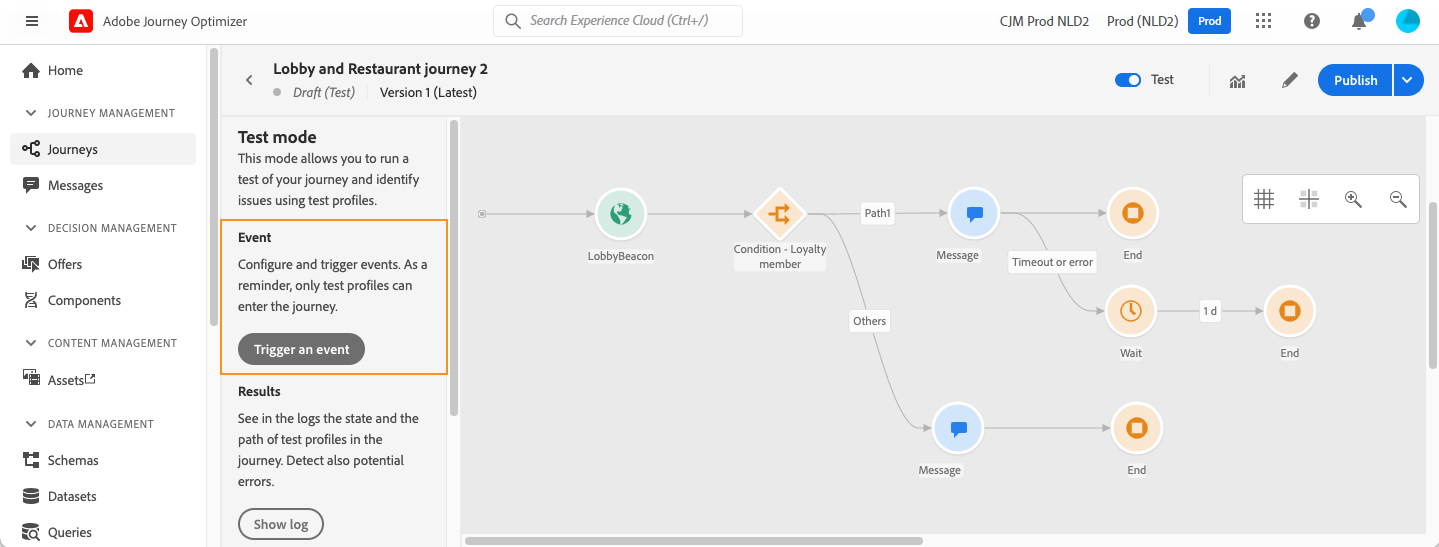 Adobe Journey Optimizer
Search Experience Cloud (Ctrl+/)
CJM Prod NLD2
Prod (NLD2)
Prod
Home
JOURNEY MANAGEMENT
Journeys
Messages
DECISION MANAGEMENT
Offers
Components
CONTENT MANAGEMENT
Assets
DATA MANAGEMENT
Schemas
Datasets
Queries
Lobby and Restaurant journey 2
Draft (Test)
Version 1 (Latest)
Test
Publish
Test mode
This mode allows you to run a
test of your journey and identify
issues using test profiles.
Event
Configure and trigger events. As a
reminder, only test profiles can
enter the journey.
Trigger an event
Results
See in the logs the state and the
path of test profiles in the
journey. Detect also potential
errors.
Show log
LobbyBeacon
Condition - Loyalty
member
Path1
Message
End
Timeout or error
Others
Wait
1 d
End
Message
End